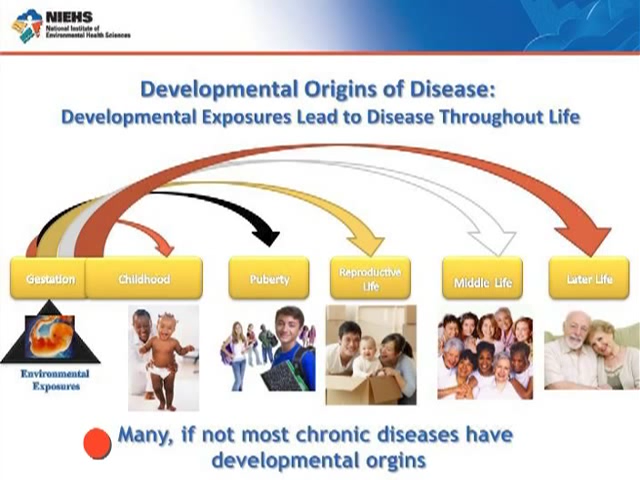 NIEHS
National Institute of
Environmental Health Sciences
Developmental Origins of Disease:
Developmental Exposures Lead to Disease Throughout Life
Gestation
Childhood
Puberty
Reproductive
Life
Middle Life
Later Life
Environmental
Exposures
Many, if not most chronic diseases have
developmental orgins